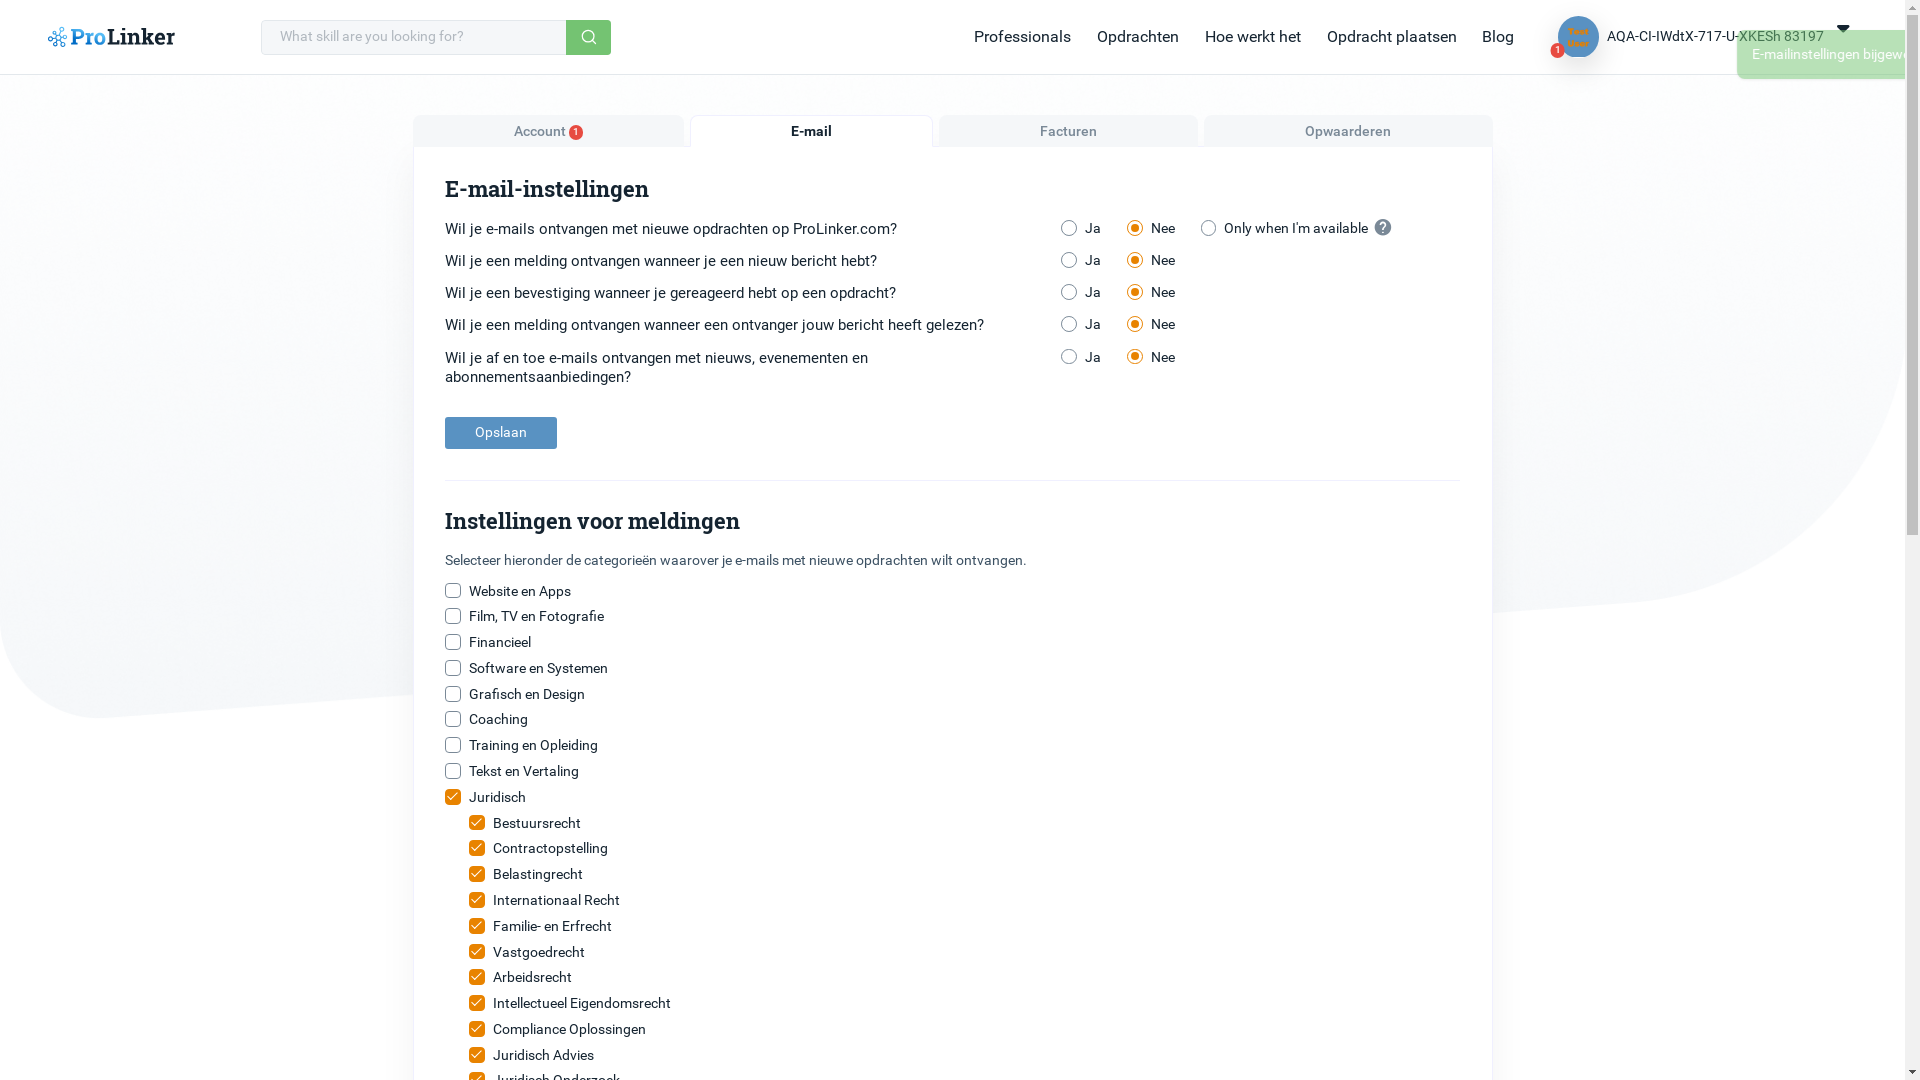 ProLinker
What skill are you looking for?
Professionals
Opdrachten
Hoe werkt het
Opdracht plaatsen
Blog
Test
User
1
AQA-CI-IWdtX-717-U-XKESh 83197
E-mailinstellingen
Account 1
E-mail
Facturen
Opwaarderen
E-mail-instellingen
Wil je e-mails ontvangen met nieuwe opdrachten op ProLinker.com?
Ja Nee Only when I'm available ?
Wil je een melding ontvangen wanneer je een nieuw bericht hebt?
Ja Nee
Wil je een bevestiging wanneer je gereageerd hebt op een opdracht?
Ja Nee
Wil je een melding ontvangen wanneer een ontvanger jouw bericht heeft gelezen?
Ja Nee
Wil je af en toe e-mails ontvangen met nieuws, evenementen en
abonnementsaanbiedingen?
Ja Nee
Opslaan
Instellingen voor meldingen
Selecteer hieronder de categorieën waarover je e-mails met nieuwe opdrachten wilt ontvangen.
Website en Apps
Film, TV en Fotografie
Financieel
Software en Systemen
Grafisch en Design
Coaching
Training en Opleiding
Tekst en Vertaling
Juridisch
Bestuursrecht
Contractopstelling
Belastingrecht
Internationaal Recht
Familie- en Erfrecht
Vastgoedrecht
Arbeidsrecht
Intellectueel Eigendomsrecht
Compliance Oplossingen
Juridisch Advies
Juridisch Onderzoek